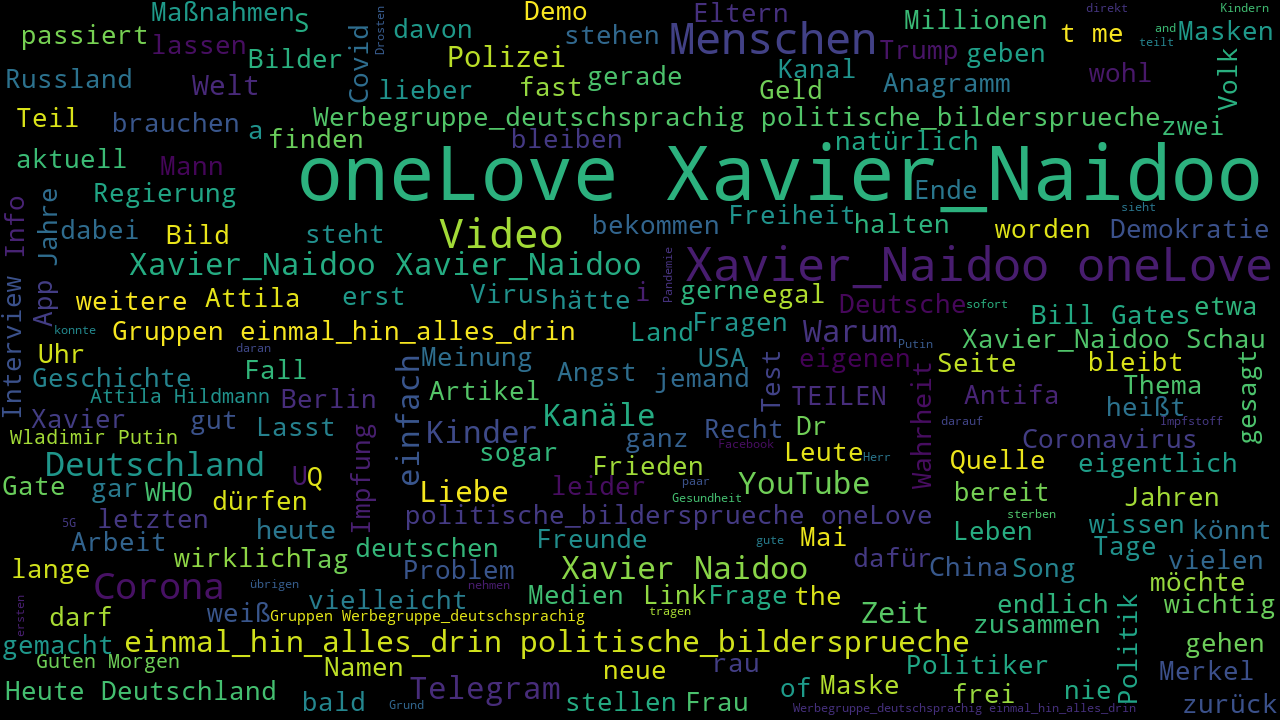 Maßnahmen
S
passiert
lassen
Bilder
Covid
Drosten
davon
Demo
stehen
Eltern
Menschen
Millionen
direkt
Kindern
t me
and
teilt
Masken
Russland
Welt
lieber
Polizei
fast
gerade
Kanal
Trump
geben
wohl
Volk
Geld
Anagramm
Teil
brauchen
a
finden
Werbegruppe_deutschsprachig politische_bildersprueche
zwei
bleiben
natürlich
aktuell
Mann
oneLove Xavier_Naidoo
Ende
Regierung
Info
Jahre
dabei
Bild
steht
Video
bekommen
Freiheit
halten
sieht
worden
Demokratie
Xavier_Naidoo Xavier_Naidoo
Pandemie
Xavier_Naidoo oneLove
Interview
App
weitere
Attila
erst
Virus
hätte
i
gerne
egal
Deutsche
sofort
Bill Gates
etwa
konnte
Gruppen einmal_hin_alles_drin
Land
Fragen
Warum
Putin
Xavier_Naidoo Schau
Uhr
daran
Fall
einfach
Meinung
Angst
jemand
USA
Test
eigenen
Seite
bleibt
gesagt
Geschichte
Attila Hildmann
Berlin
Artikel
TEILEN
Wahrheit
Antifa
Thema
heißt
Xavier
gut
Lasst
Impfung
Kinder
Kanäle
ganz
Recht
Dr
darauf
Impfstoff
Wladimir Putin
sogar
Facebook
Leute
Herr
Coronavirus
Deutschland
Frieden
Quelle
eigentlich
Gate
gar
WHO
U
Q
dürfen
Liebe
leider
paar
Gesundheit
YouTube
bereit
Jahren
5G
letzten
heute
politische_bildersprueche oneLove
sterben
Leben
wissen
könnt
Arbeit
wirklich
Tag
deutschen
Freunde
gute
Mai
dafür
Tage
vielen
lange
Corona
übrigen
Problem
nehmen
Xavier Naidoo
China
Song
möchte
ersten
darf
weiß
vielleicht
Gruppen Werbegruppe_deutschsprachig
Medien
Link
tragen
Frage
the
Zeit
endlich
Politik
wichtig
gemacht
einmal_hin_alles_drin politische_bildersprueche
zusammen
gehen
Guten Morgen
Namen
neue
rau
Politiker
Merkel
Heute Deutschland
bald
Grund
Telegram
stellen
Frau
of
Maske
frei
nie
zurück
Werbegruppe_deutschsprachig einmal_hin_alles_drin